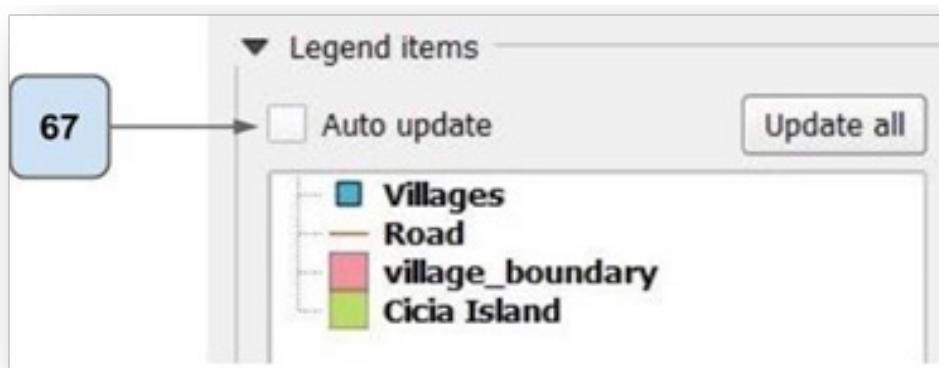 Legend items
67
Auto update
Update all
Villages
Road
village_boundary
Cicia Island